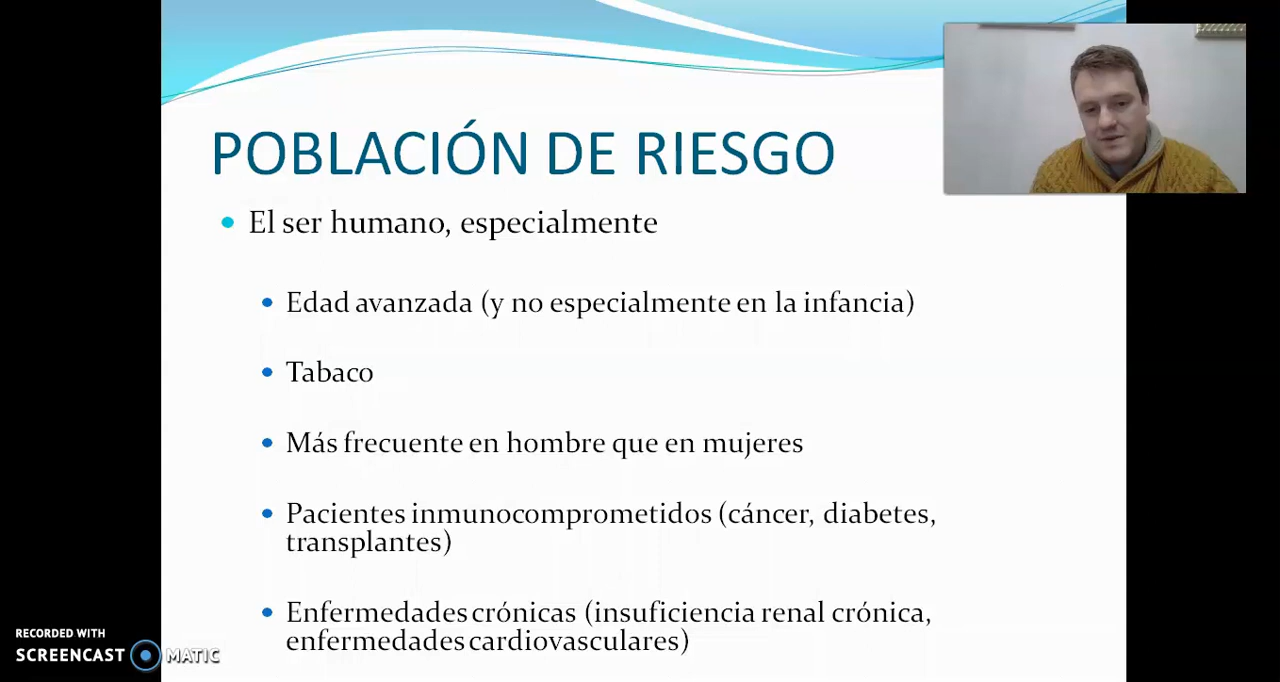 POBLACIÓN DE RIESGO
El ser humano, especialmente
Edad avanzada (y no especialmente en la infancia)
Tabaco
Más frecuente en hombre que en mujeres
Pacientes inmunocomprometidos (cáncer, diabetes,
transplantes)
Enfermedades crónicas (insuficiencia renal crónica,
enfermedades cardiovasculares)
RECORDED WITH
SCREENCAST MATIC